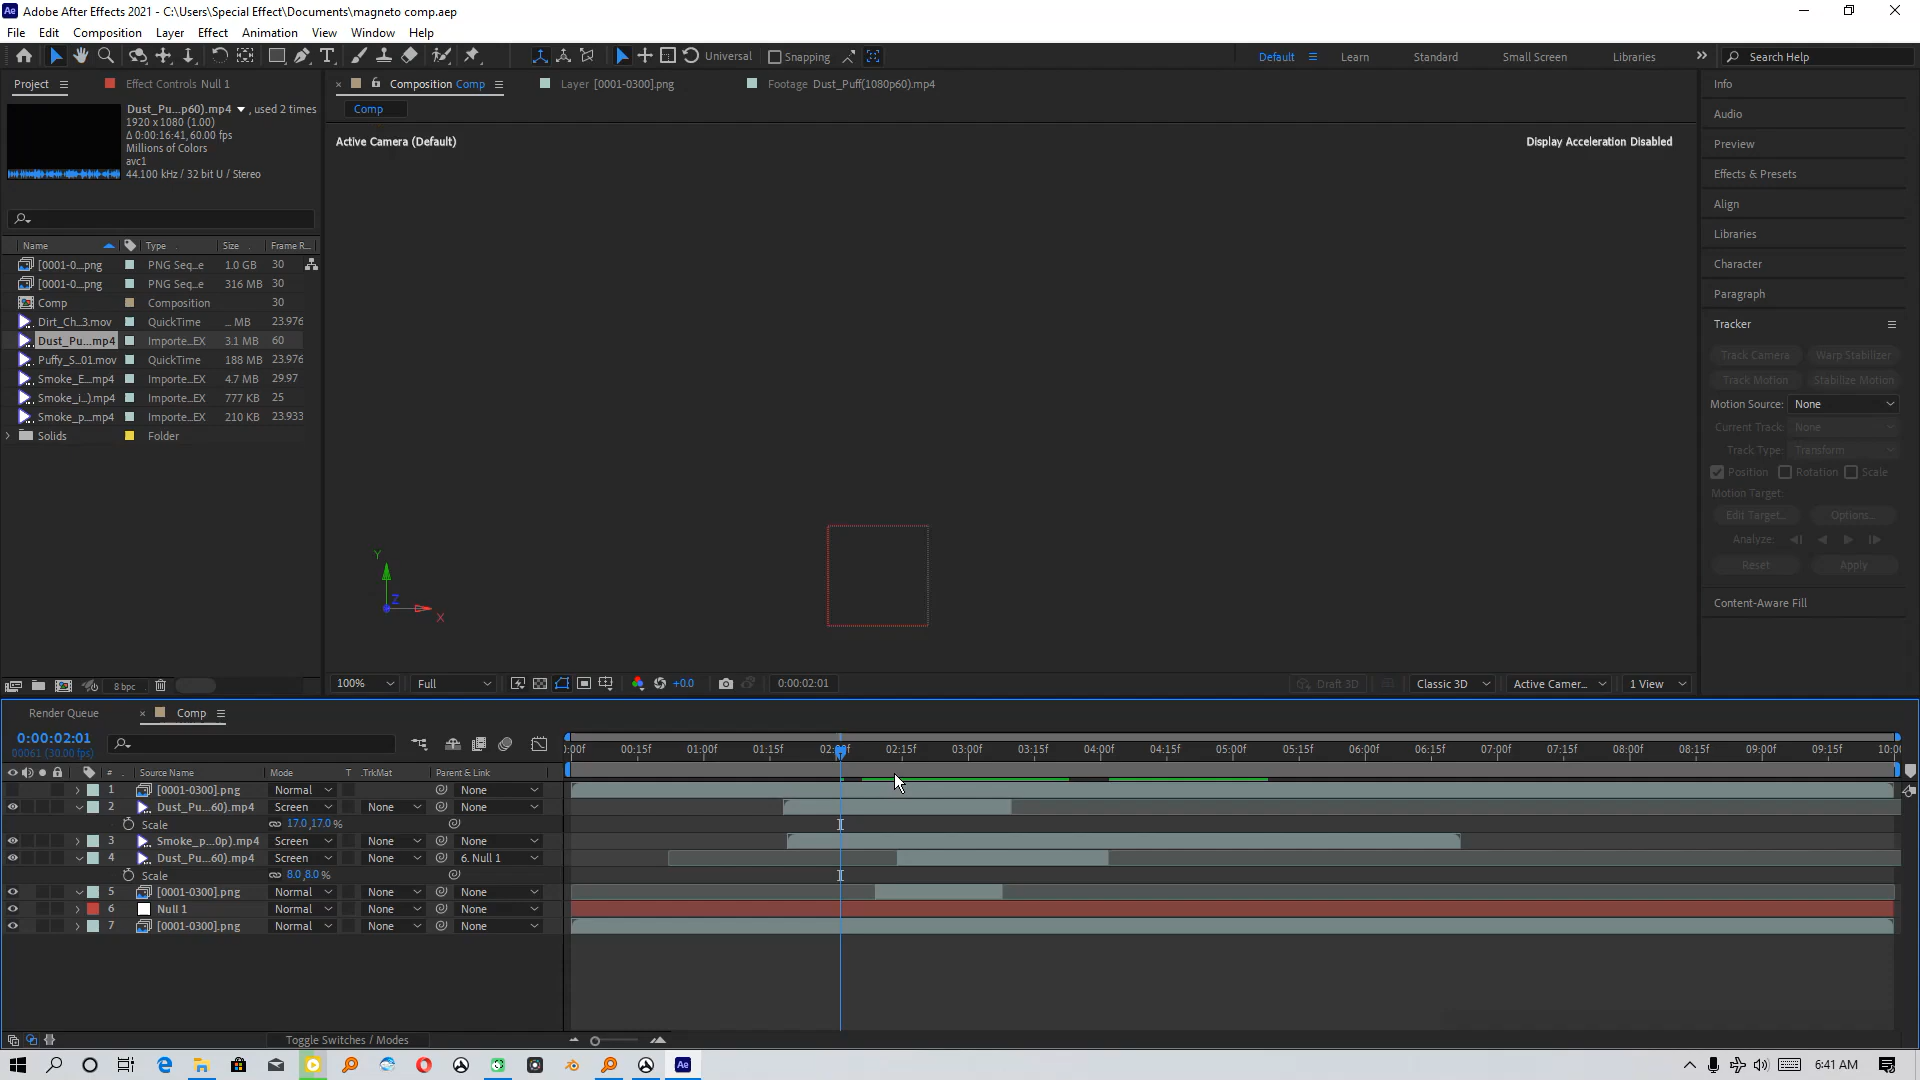 Adobe After Effects 2021 - C:\Users\Special Effect\Documents\magneto comp.aep
File Edit Composition Layer Effect Animation View Window Help
Universal Snapping Default Learn Standard Small Screen Libraries Search Help
Project Effect Controls Null 1
Dust_Pu...p60).mp4 , used 2 times
1920 x 1080 (1.00)
Δ 0:00:16:41, 60.00 fps
Millions of Colors
avc1
44.100 kHz / 32 bit U / Stereo
Name Type Size Frame R...
[0001-0...png PNG Seq...e 1.0 GB 30
[0001-0...png PNG Seq...e 316 MB 30
Comp Composition 30
Dirt_Ch...3.mov QuickTime ... MB 23.976
Dust_Pu...mp4 Importe...EX 3.1 MB 60
Puffy_S...01.mov QuickTime 188 MB 23.976
Smoke_E...mp4 Importe...EX 4.7 MB 29.97
Smoke_i...).mp4 Importe...EX 777 KB 25
Smoke_p...mp4 Importe...EX 210 KB 23.933
Solids Folder
8 bpc
Composition Comp Layer [0001-0300].png Footage Dust_Puff(1080p60).mp4
Comp
Active Camera (Default) Display Acceleration Disabled
Y
Z
X
100% Full +0.0 0:00:02:01 Draft 3D Classic 3D Active Camer... 1 View
Info
Audio
Preview
Effects & Presets
Align
Libraries
Character
Paragraph
Tracker
Track Camera Warp Stabilizer
Track Motion Stabilize Motion
Motion Source: None
Current Track: None
Track Type: Transform
Position Rotation Scale
Motion Target:
Edit Target... Options...
Analyze:
Reset Apply
Content-Aware Fill
Render Queue Comp
0:00:02:01
00061 (30.00 fps)
:00f 00:15f 01:00f 01:15f 02:00f 02:15f 03:00f 03:15f 04:00f 04:15f 05:00f 05:15f 06:00f 06:15f 07:00f 07:15f 08:00f 08:15f 09:00f 09:15f 10:00
# Source Name Mode T .TrkMat Parent & Link
1 [0001-0300].png Normal None
2 Dust_Pu...60).mp4 Screen None None
Scale 17.0,17.0%
3 Smoke_p...0p).mp4 Screen None None
4 Dust_Pu...60).mp4 Screen None 6. Null 1
Scale 8.0,8.0%
5 [0001-0300].png Normal None None
6 Null 1 Normal None None
7 [0001-0300].png Normal None None
Toggle Switches / Modes
6:41 AM